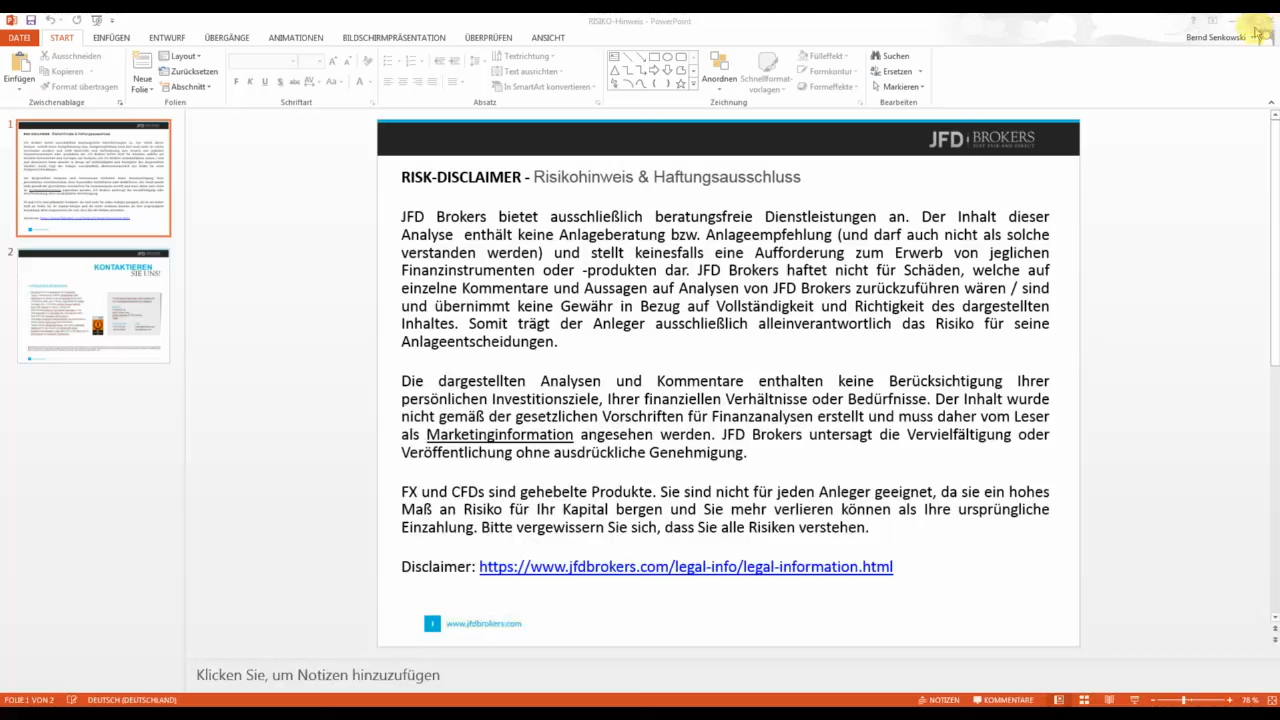 RISIKO-Hinweis - PowerPoint
DATEI START EINFÜGEN ENTWURF ÜBERGÄNGE ANIMATIONEN BILDSCHIRMPRÄSENTATION ÜBERPRÜFEN ANSICHT
Bernd Senkowski
Einfügen
Ausschneiden
Kopieren
Format übertragen
Zwischenablage
Neue
Folie
Layout
Zurücksetzen
Abschnitt
Folien
Schriftart
Textrichtung
Text ausrichten
In SmartArt konvertieren
Absatz
Anordnen
Schnellformat-
vorlagen
Fülleffekt
Formkontur
Formeffekte
Zeichnung
Suchen
Ersetzen
Markieren
Bearbeiten
1
2
KONTAKTIEREN
SIE UNS!
JFD BROKERS
JUST FAIR AND DIRECT
RISK-DISCLAIMER - Risikohinweis & Haftungsausschluss
JFD Brokers bietet ausschließlich beratungsfreie Dienstleistungen an. Der Inhalt dieser
Analyse enthält keine Anlageberatung bzw. Anlageempfehlung (und darf auch nicht als solche
verstanden werden) und stellt keinesfalls eine Aufforderung zum Erwerb von jeglichen
Finanzinstrumenten oder -produkten dar. JFD Brokers haftet nicht für Schäden, welche auf
einzelne Kommentare und Aussagen auf Analysen von JFD Brokers zurückzuführen wären / sind
und übernimmt keine Gewähr in Bezug auf Vollständigkeit und Richtigkeit des dargestellten
Inhaltes. Somit trägt der Anleger ausschließlich alleinverantwortlich das Risiko für seine
Anlageentscheidungen.
Die dargestellten Analysen und Kommentare enthalten keine Berücksichtigung Ihrer
persönlichen Investitionsziele, Ihrer finanziellen Verhältnisse oder Bedürfnisse. Der Inhalt wurde
nicht gemäß der gesetzlichen Vorschriften für Finanzanalysen erstellt und muss daher vom Leser
als Marketinginformation angesehen werden. JFD Brokers untersagt die Vervielfältigung oder
Veröffentlichung ohne ausdrückliche Genehmigung.
FX und CFDs sind gehebelte Produkte. Sie sind nicht für jeden Anleger geeignet, da sie ein hohes
Maß an Risiko für Ihr Kapital bergen und Sie mehr verlieren können als Ihre ursprüngliche
Einzahlung. Bitte vergewissern Sie sich, dass Sie alle Risiken verstehen.
Disclaimer: https://www.jfdbrokers.com/legal-info/legal-information.html
1 www.jfdbrokers.com
Klicken Sie, um Notizen hinzuzufügen
FOLIE 1 VON 2 DEUTSCH (DEUTSCHLAND) NOTIZEN KOMMENTARE 78 %